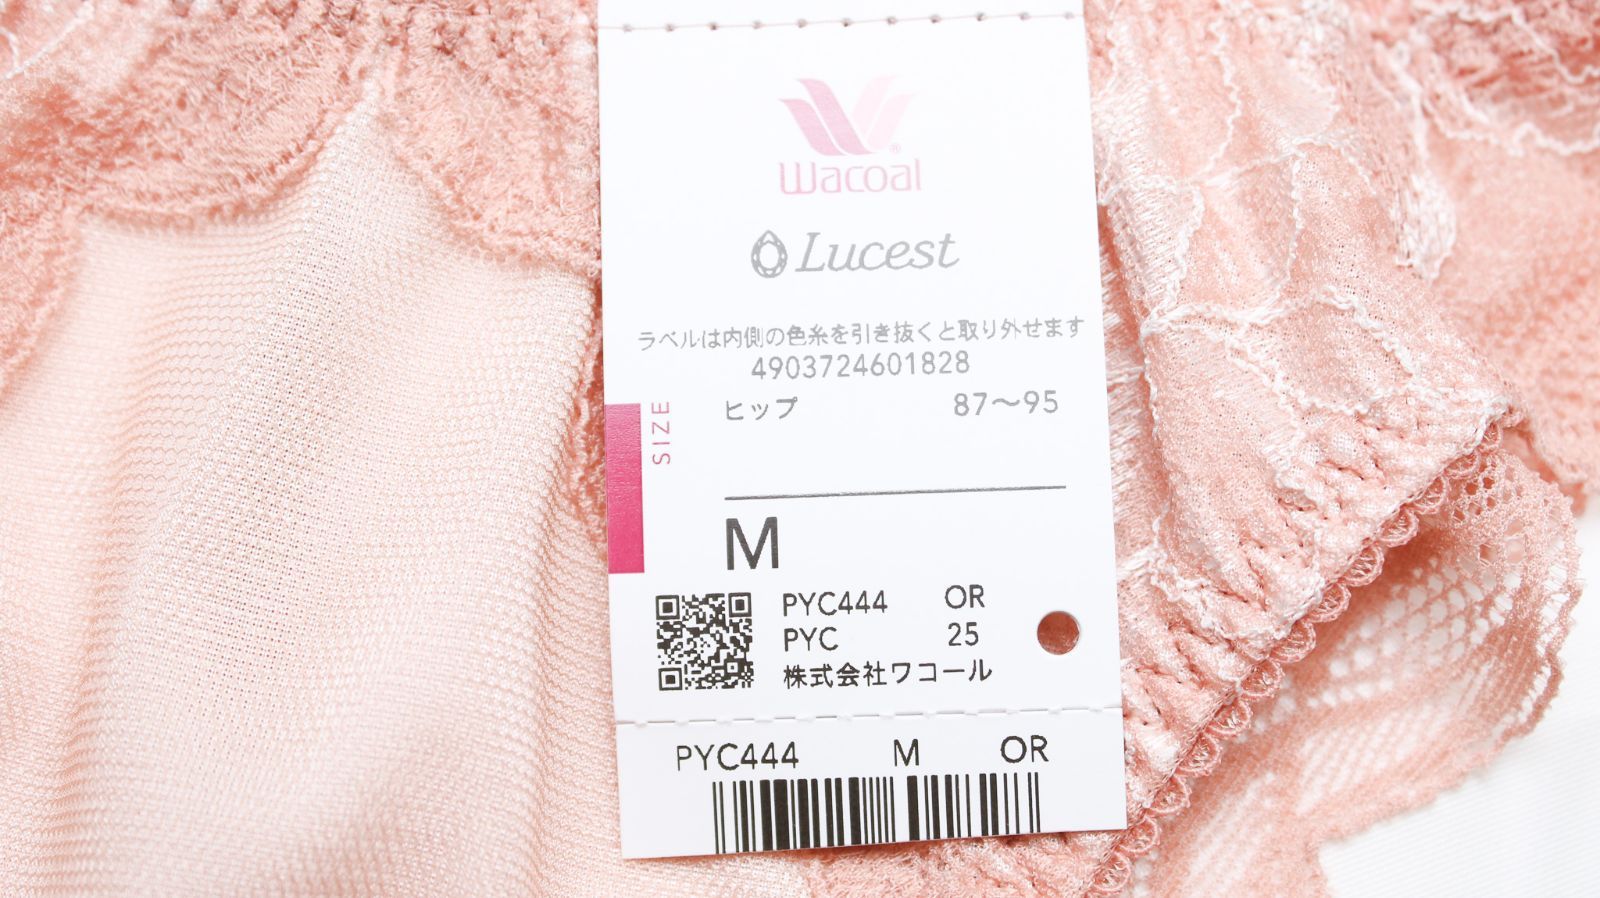 Wacoal
Lucest
ラベルは内側の色糸を引き抜くと取り外せます
4903724601828
ヒップ 87〜95
SIZE
M
PYC444 OR
PYC 25
株式会社ワコール
PYC444 M OR